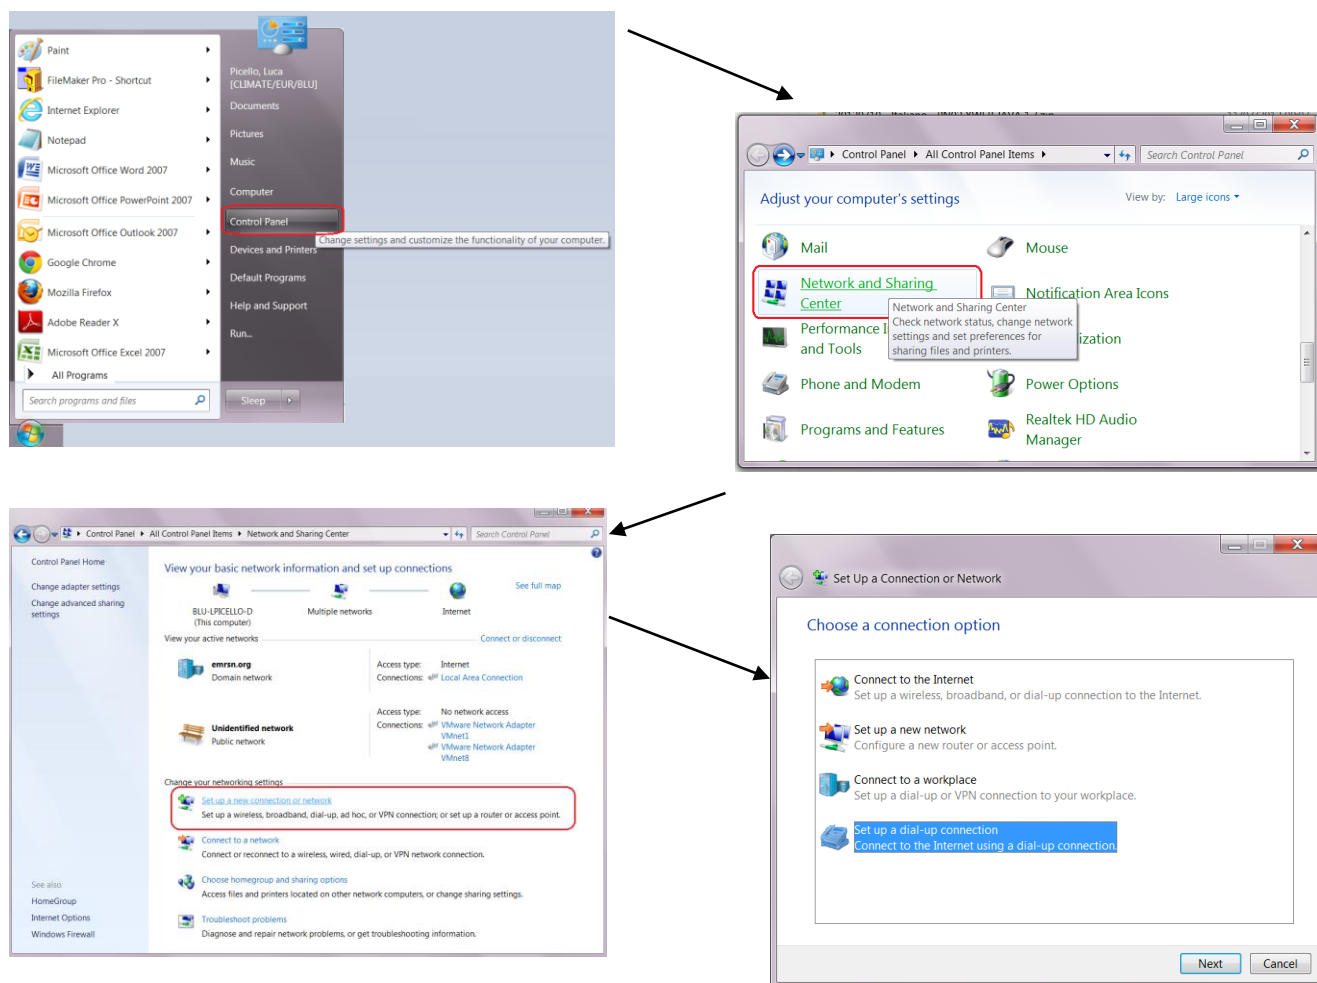 Paint
FileMaker Pro - Shortcut
Internet Explorer
Notepad
Microsoft Office Word 2007
Microsoft Office PowerPoint 2007
Microsoft Office Outlook 2007
Google Chrome
Mozilla Firefox
Adobe Reader X
Microsoft Office Excel 2007
All Programs
Search programs and files
Picello, Luca
[CLIMATE/EUR/BLU]
Documents
Pictures
Music
Computer
Control Panel
Change settings and customize the functionality of your computer.
Devices and Printers
Default Programs
Help and Support
Run...
Sleep
Control Panel
All Control Panel Items
Search Control Panel
Adjust your computer's settings
View by: Large icons
Mail
Mouse
Network and Sharing
Center
Notification Area Icons
Network and Sharing Center
Check network status, change network
settings and set preferences for
sharing files and printers.
Performance I
and Tools
ization
Phone and Modem
Power Options
Programs and Features
Realtek HD Audio
Manager
Control Panel
All Control Panel Items
Network and Sharing Center
Search Control Panel
Control Panel Home
Change adapter settings
Change advanced sharing
settings
See also
HomeGroup
Internet Options
Windows Firewall
View your basic network information and set up connections
See full map
BLU-LPICELLO-D
(This computer)
Multiple networks
Internet
View your active networks
Connect or disconnect
emrsn.org
Domain network
Access type: Internet
Connections: Local Area Connection
Unidentified network
Public network
Access type: No network access
Connections: VMware Network Adapter
VMnet1
VMware Network Adapter
VMnet8
Change your networking settings
Set up a new connection or network
Set up a wireless, broadband, dial-up, ad hoc, or VPN connection; or set up a router or access point.
Connect to a network
Connect or reconnect to a wireless, wired, dial-up, or VPN network connection.
Choose homegroup and sharing options
Access files and printers located on other network computers, or change sharing settings.
Troubleshoot problems
Diagnose and repair network problems, or get troubleshooting information.
Set Up a Connection or Network
Choose a connection option
Connect to the Internet
Set up a wireless, broadband, or dial-up connection to the Internet.
Set up a new network
Configure a new router or access point.
Connect to a workplace
Set up a dial-up or VPN connection to your workplace.
Set up a dial-up connection
Connect to the Internet using a dial-up connection.
Next
Cancel